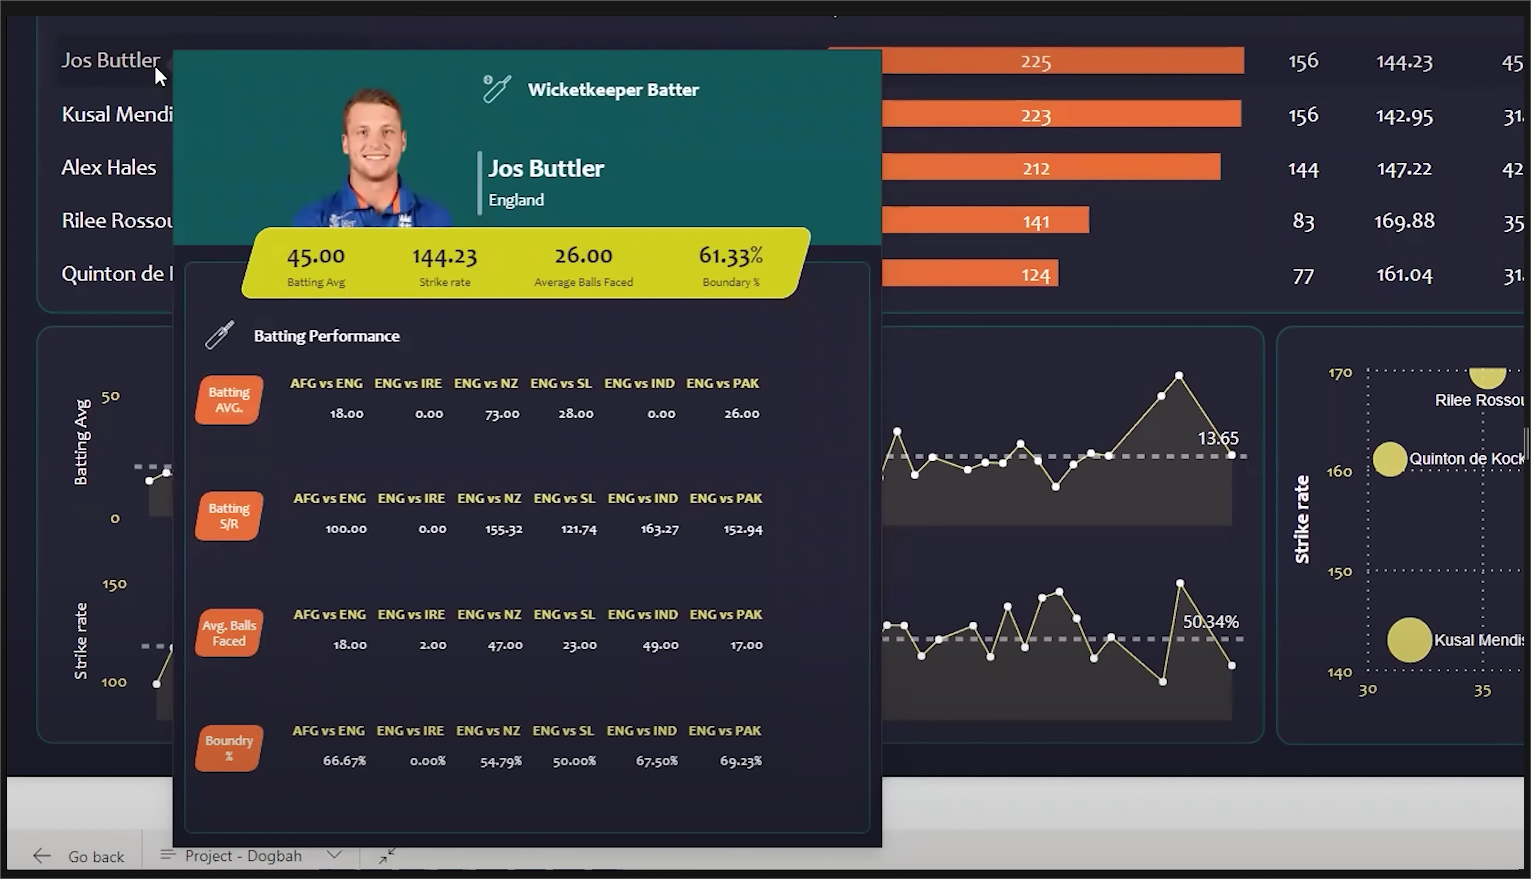 Jos Buttler
225 156 144.23 45
Kusal Mendi
223 156 142.95 31.
Alex Hales
212 144 147.22 42
Rilee Rossou
141 83 169.88 35
Quinton de
124 77 161.04 31.
Wicketkeeper Batter
Jos Buttler
England
45.00 144.23 26.00 61.33%
Batting Avg Strike rate Average Balls Faced Boundary %
Batting Performance
Batting AVG.
AFG vs ENG ENG vs IRE ENG vs NZ ENG vs SL ENG vs IND ENG vs PAK
18.00 0.00 73.00 28.00 0.00 26.00
Batting S/R
AFG vs ENG ENG vs IRE ENG vs NZ ENG vs SL ENG vs IND ENG vs PAK
100.00 0.00 155.32 121.74 163.27 152.94
Avg. Balls Faced
AFG vs ENG ENG vs IRE ENG vs NZ ENG vs SL ENG vs IND ENG vs PAK
18.00 2.00 47.00 23.00 49.00 17.00
Boundry %
AFG vs ENG ENG vs IRE ENG vs NZ ENG vs SL ENG vs IND ENG vs PAK
66.67% 0.00% 54.79% 50.00% 67.50% 69.23%
Batting Avg
50
0
Strike rate
150
100
13.65
50.34%
Strike rate
170
160
150
140
30 35
Rilee Rossou
Quinton de Kock
Kusal Mendis
Go back
Project - Dogbah